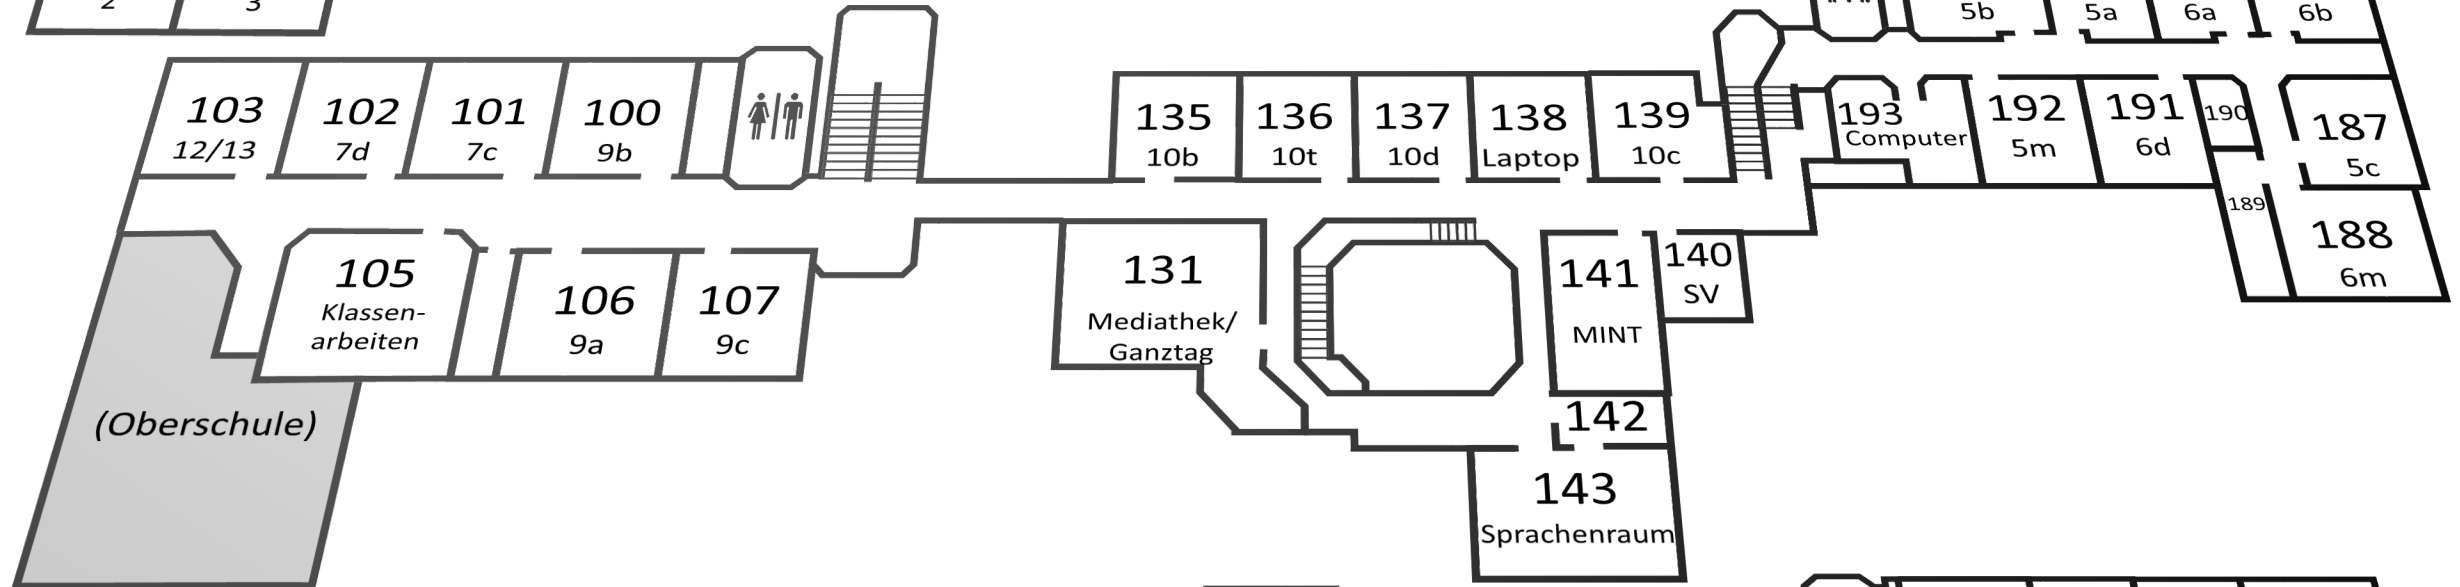 2
3
5b
5a
6a
6b
103
12/13
102
7d
101
7c
100
9b
135
10b
136
10t
137
10d
138
Laptop
139
10c
193
Computer
192
5m
191
6d
190
187
5c
189
188
6m
105
Klassen-
arbeiten
106
9a
107
9c
131
Mediathek/
Ganztag
141
MINT
140
SV
142
143
Sprachenraum
(Oberschule)